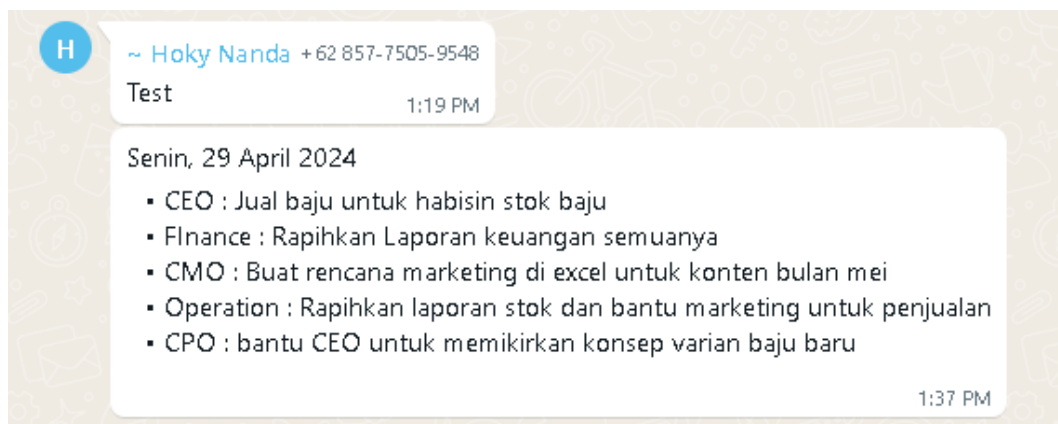 H
~ Hoky Nanda +62 857-7505-9548
Test
1:19 PM
Senin, 29 April 2024
▪ CEO : Jual baju untuk habisin stok baju
▪ FInance : Rapihkan Laporan keuangan semuanya
▪ CMO : Buat rencana marketing di excel untuk konten bulan mei
▪ Operation : Rapihkan laporan stok dan bantu marketing untuk penjualan
▪ CPO : bantu CEO untuk memikirkan konsep varian baju baru
1:37 PM